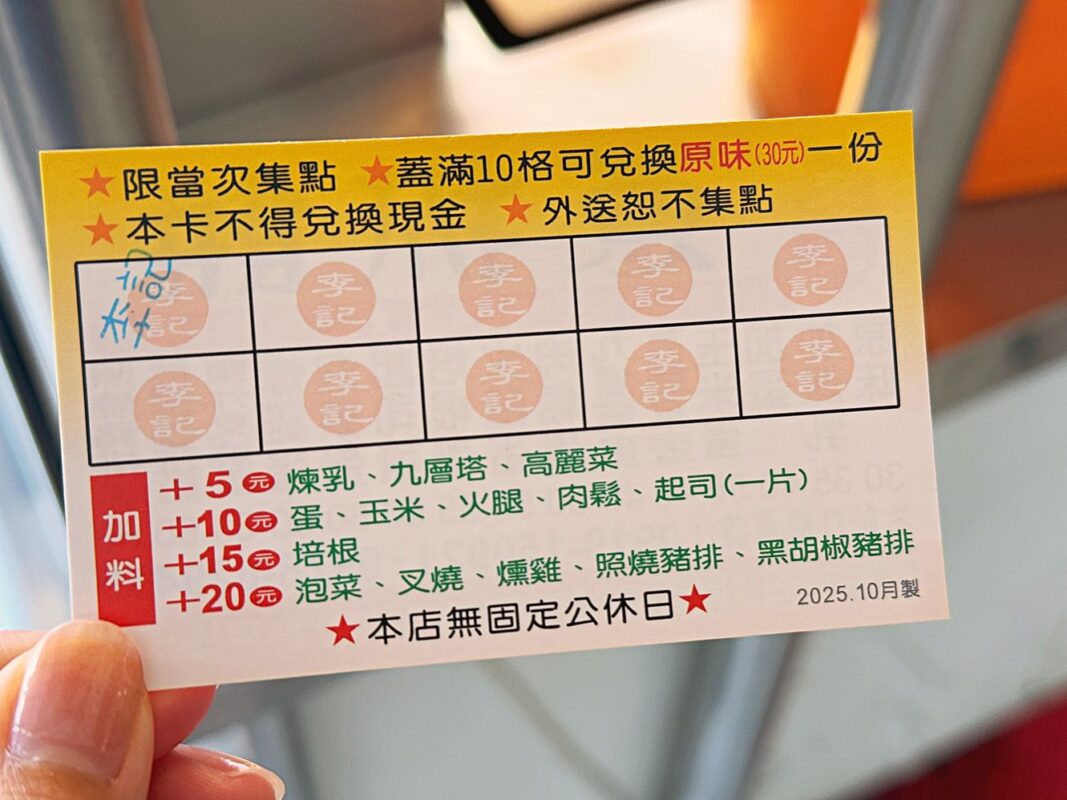 ★限當次集點 ★蓋滿10格可兌換原味(30元)一份
★本卡不得兌換現金 ★外送恕不集點
李記 李記 李記 李記 李記
李記 李記 李記 李記 李記
加料
+5元 煉乳、九層塔、高麗菜
+10元 蛋、玉米、火腿、肉鬆、起司(一片)
+15元 培根
+20元 泡菜、叉燒、燻雞、照燒豬排、黑胡椒豬排
★本店無固定公休日★
2025.10月製